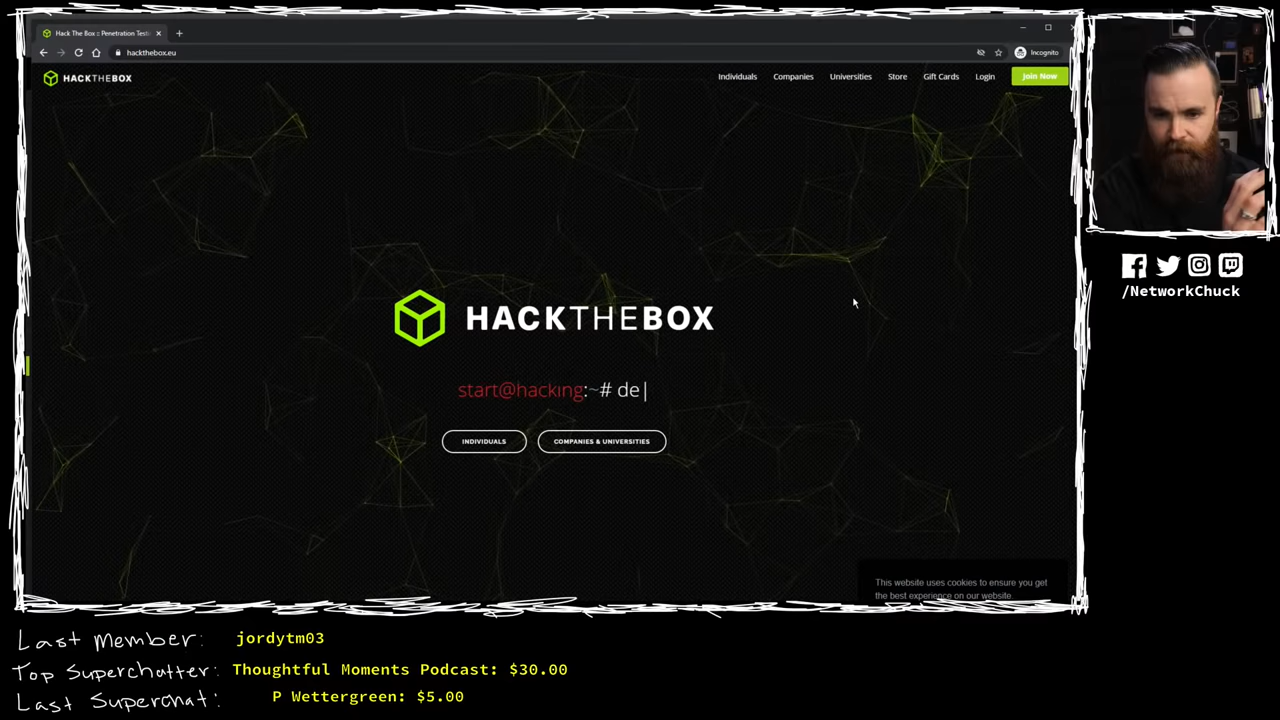 Hack The Box :: Penetration Testi
hackthebox.eu
Incognito
HACKTHEBOX
Individuals Companies Universities Store Gift Cards Login Join Now
HACKTHEBOX
start@hacking:~# de|
INDIVIDUALS COMPANIES & UNIVERSITIES
This website uses cookies to ensure you get
the best experience on our website.
/NetworkChuck
Last Member: jordytm03
Top Superchatter: Thoughtful Moments Podcast: $30.00
Last Superchat: P Wettergreen: $5.00